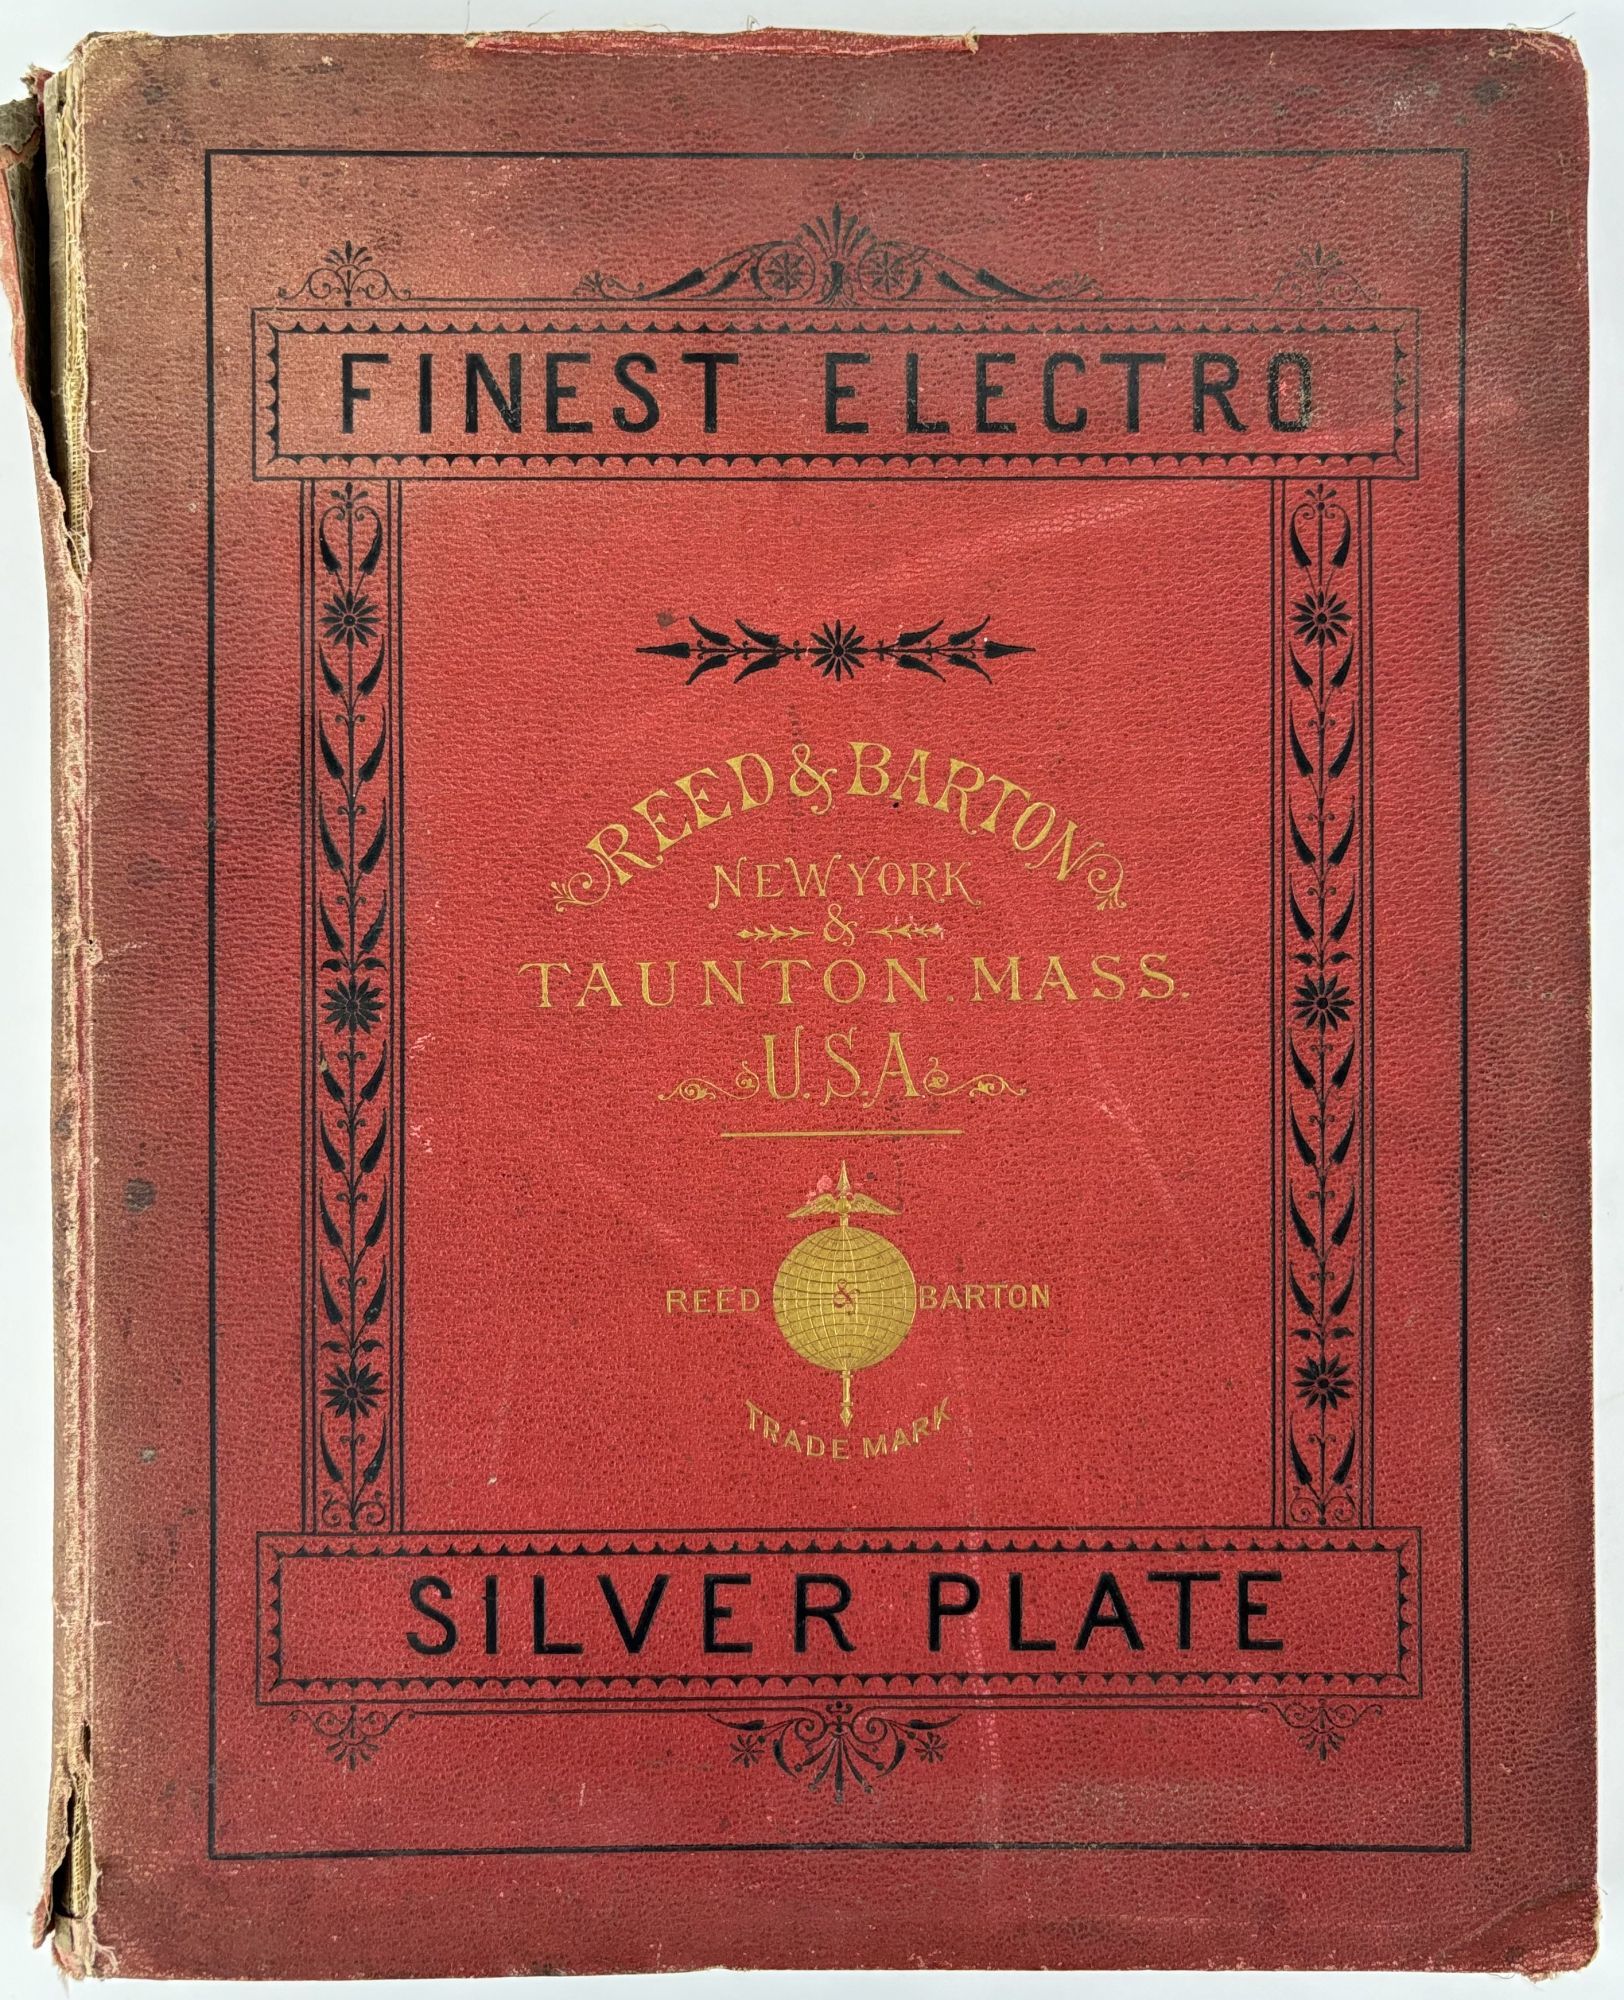 FINEST ELECTRO
REED & BARTON
NEW YORK
&
TAUNTON. MASS.
U.S.A.
REED & BARTON
TRADE MARK
SILVER PLATE